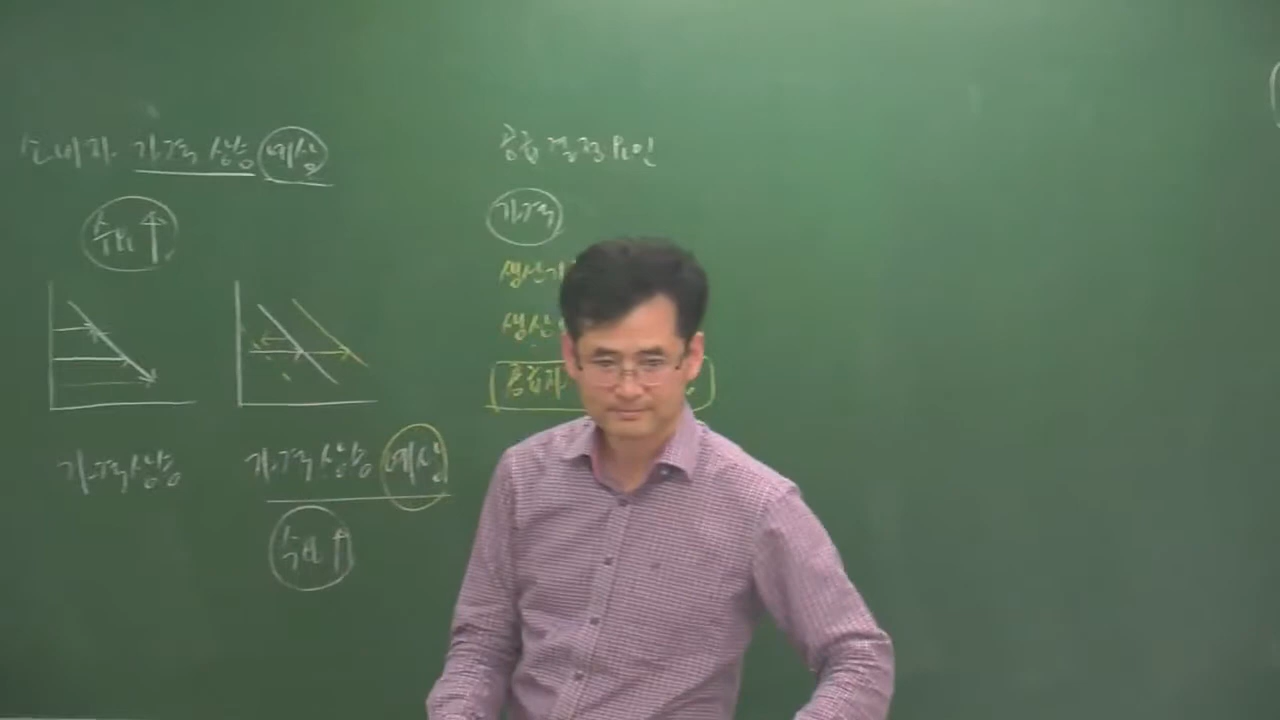 소비자 가격 상승 예상
수요 ↑
가격상승
가격상승 예상
수요 ↑
공급 결정 요인
가격
생산기
생산
공급자